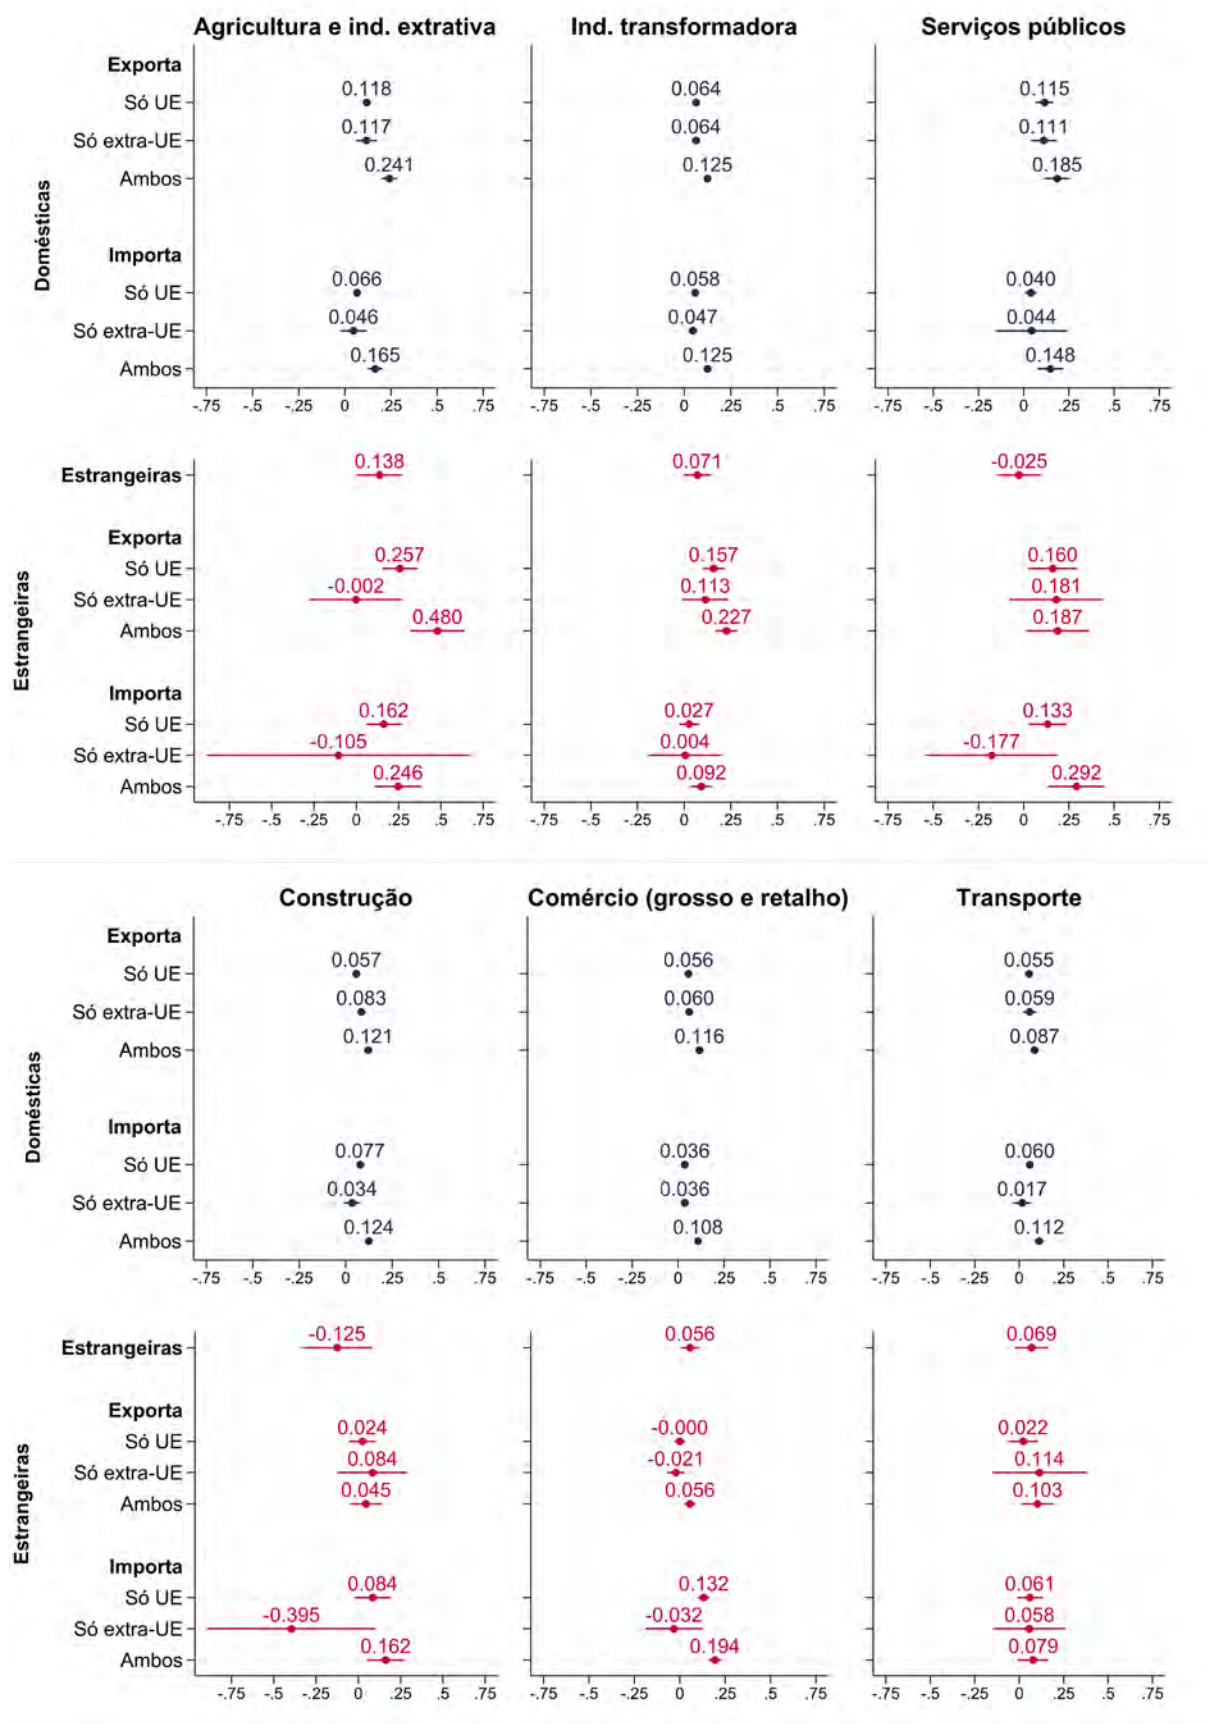 Agricultura e ind. extrativa Ind. transformadora Serviços públicos
Domésticas
Exporta
Só UE 0.118 0.064 0.115
Só extra-UE 0.117 0.064 0.111
Ambos 0.241 0.125 0.185
Importa
Só UE 0.066 0.058 0.040
Só extra-UE 0.046 0.047 0.044
Ambos 0.165 0.125 0.148
-.75 -.5 -.25 0 .25 .5 .75 -.75 -.5 -.25 0 .25 .5 .75 -.75 -.5 -.25 0 .25 .5 .75
Estrangeiras
Estrangeiras 0.138 0.071 -0.025
Exporta
Só UE 0.257 0.157 0.160
Só extra-UE -0.002 0.113 0.181
Ambos 0.480 0.227 0.187
Importa
Só UE 0.162 0.027 0.133
Só extra-UE -0.105 0.004 -0.177
Ambos 0.246 0.092 0.292
-.75 -.5 -.25 0 .25 .5 .75 -.75 -.5 -.25 0 .25 .5 .75 -.75 -.5 -.25 0 .25 .5 .75
Construção Comércio (grosso e retalho) Transporte
Domésticas
Exporta
Só UE 0.057 0.056 0.055
Só extra-UE 0.083 0.060 0.059
Ambos 0.121 0.116 0.087
Importa
Só UE 0.077 0.036 0.060
Só extra-UE 0.034 0.036 0.017
Ambos 0.124 0.108 0.112
-.75 -.5 -.25 0 .25 .5 .75 -.75 -.5 -.25 0 .25 .5 .75 -.75 -.5 -.25 0 .25 .5 .75
Estrangeiras
Estrangeiras -0.125 0.056 0.069
Exporta
Só UE 0.024 -0.000 0.022
Só extra-UE 0.084 -0.021 0.114
Ambos 0.045 0.056 0.103
Importa
Só UE 0.084 0.132 0.061
Só extra-UE -0.395 -0.032 0.058
Ambos 0.162 0.194 0.079
-.75 -.5 -.25 0 .25 .5 .75 -.75 -.5 -.25 0 .25 .5 .75 -.75 -.5 -.25 0 .25 .5 .75